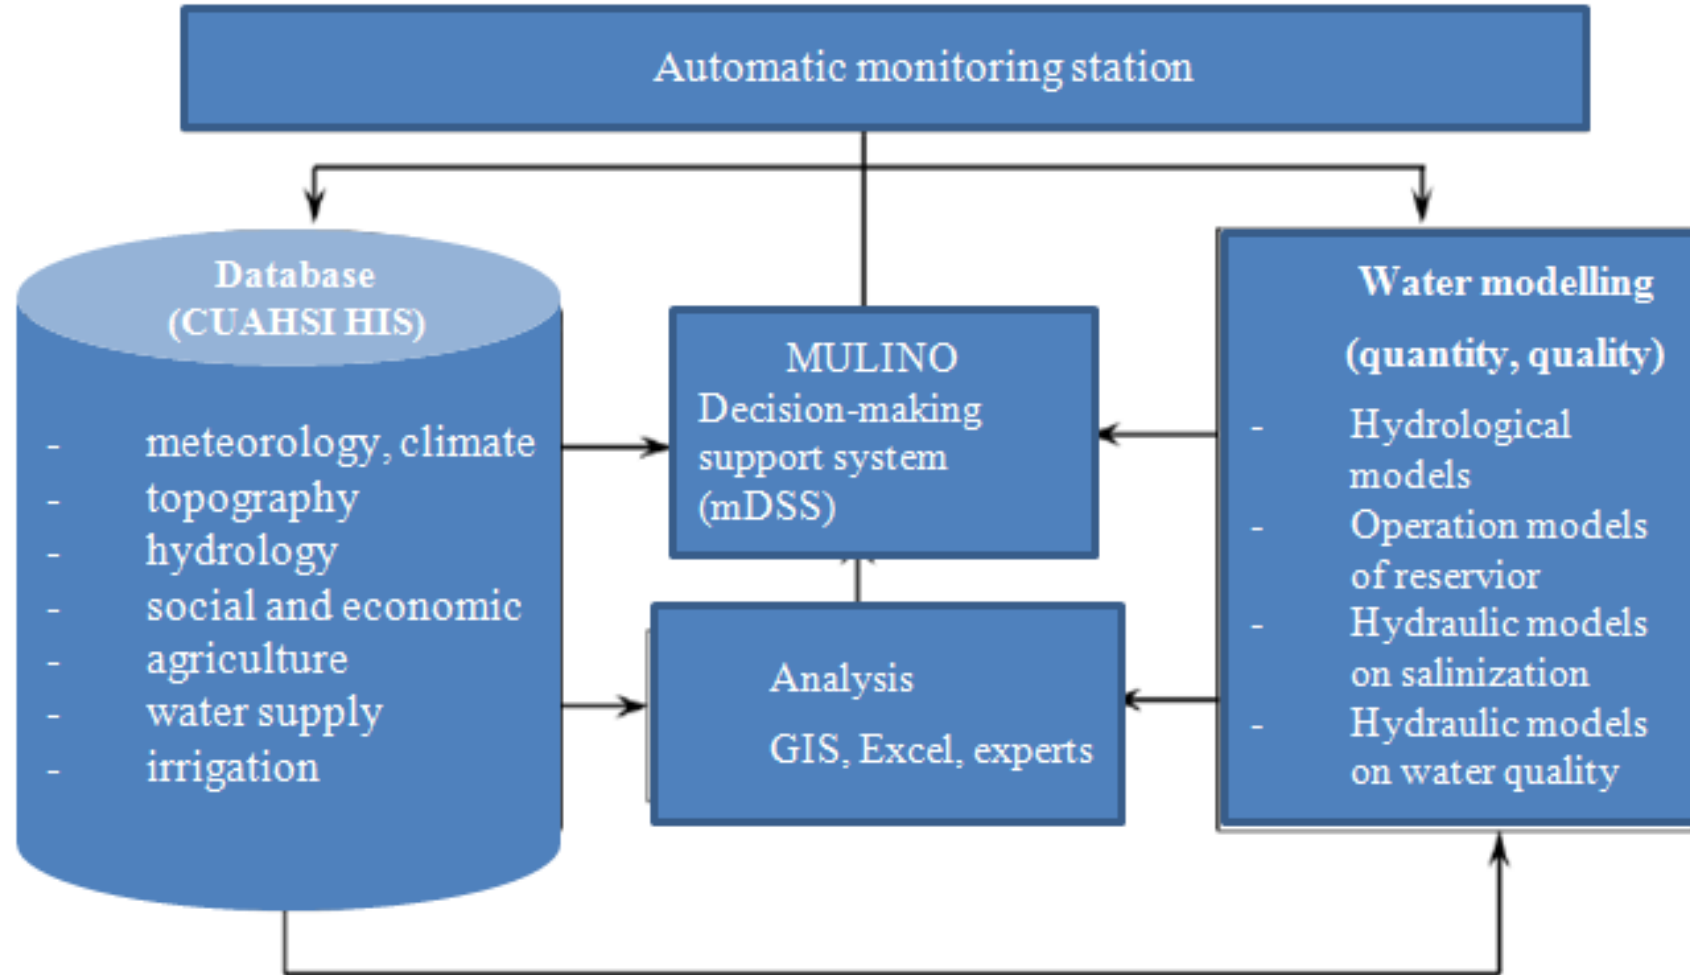 Automatic monitoring station
Database
(CUAHSI HIS)
- meteorology, climate
- topography
- hydrology
- social and economic
- agriculture
- water supply
- irrigation
MULINO
Decision-making
support system
(mDSS)
Analysis
GIS, Excel, experts
Water modelling
(quantity, quality)
- Hydrological
models
- Operation models
of reservior
- Hydraulic models
on salinization
- Hydraulic models
on water quality